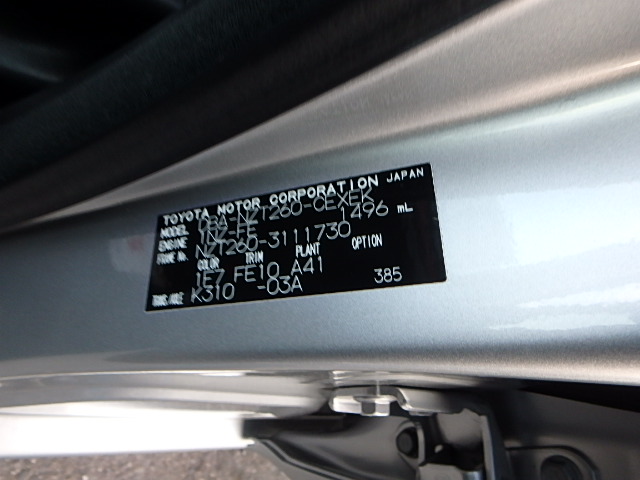 TOYOTA MOTOR CORPORATION JAPAN
MODEL DBA-NZT260-CEXEK
ENGINE 1NZ-FE 1496 mL
FRAME No. NZT260-3111730
COLOR TRIM PLANT OPTION
1E7 FE10 A41
TRANS/AXLE K310 -03A 385